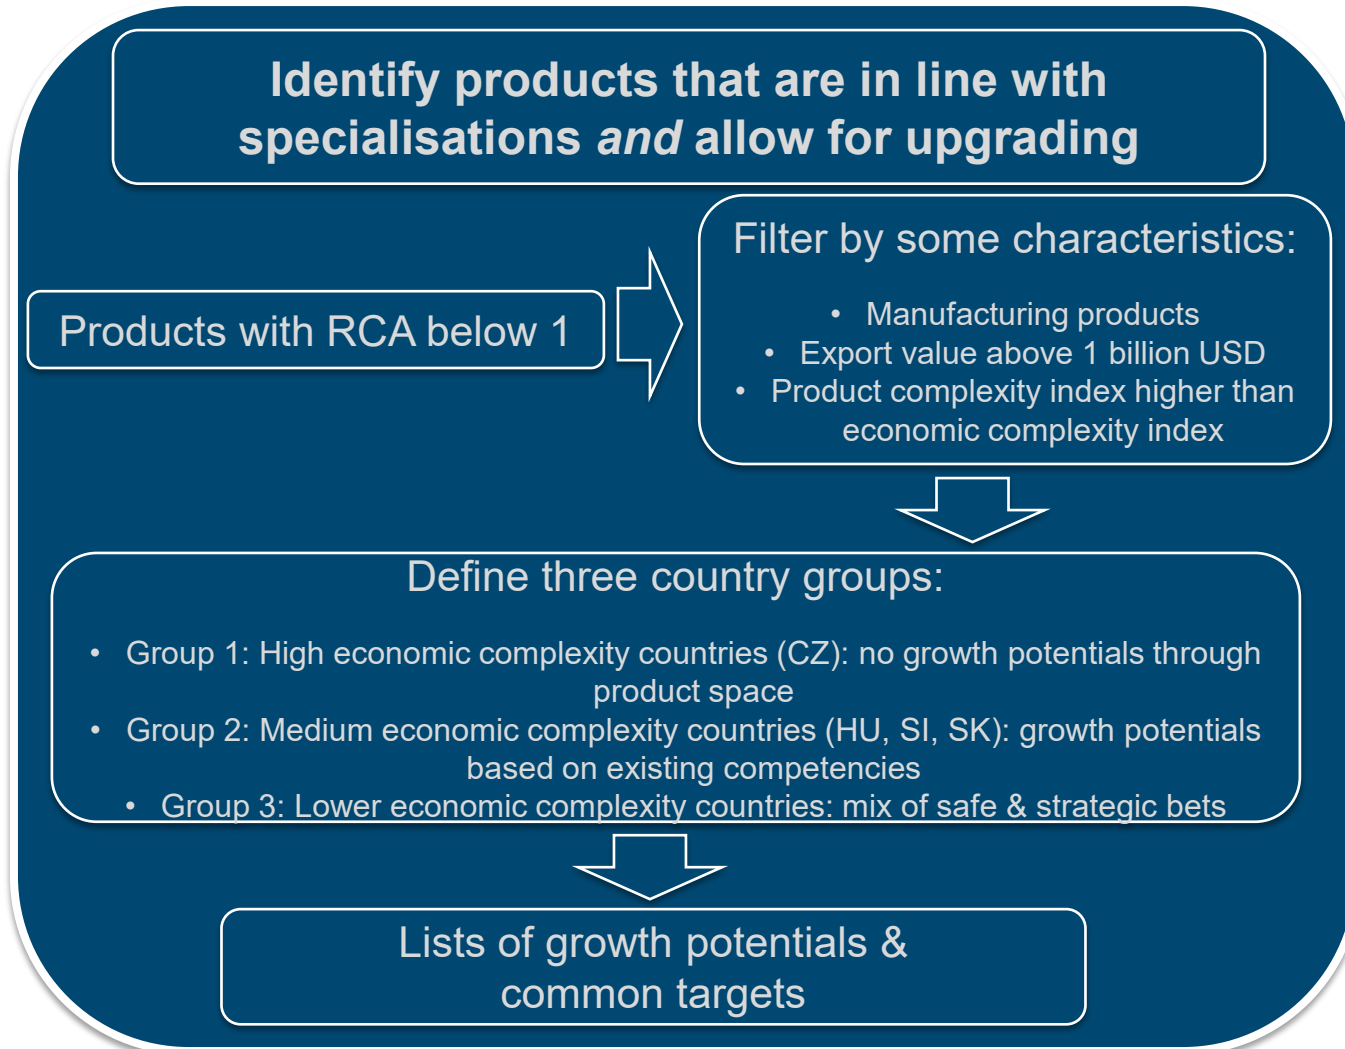 Identify products that are in line with
specialisations and allow for upgrading
Products with RCA below 1
Filter by some characteristics:
• Manufacturing products
• Export value above 1 billion USD
• Product complexity index higher than
economic complexity index
Define three country groups:
• Group 1: High economic complexity countries (CZ): no growth potentials through
product space
• Group 2: Medium economic complexity countries (HU, SI, SK): growth potentials
based on existing competencies
• Group 3: Lower economic complexity countries: mix of safe & strategic bets
Lists of growth potentials &
common targets